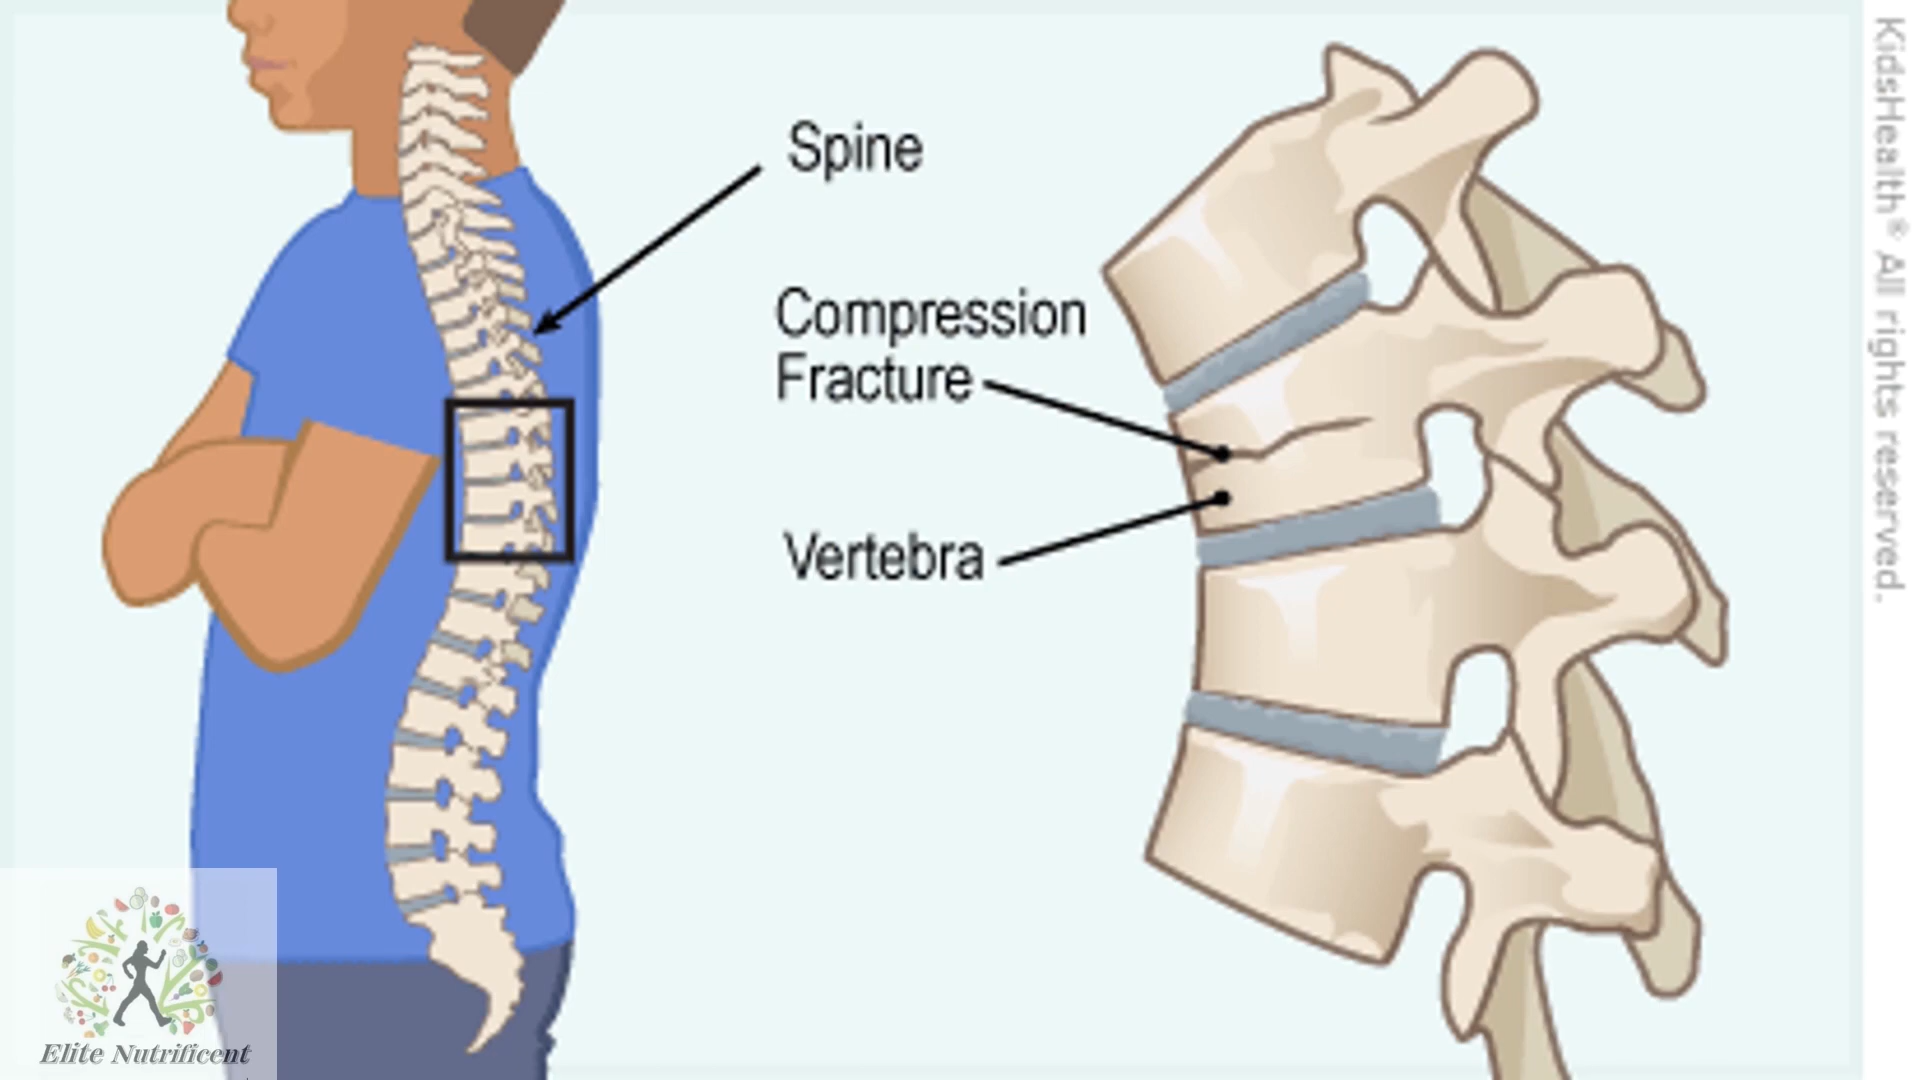 Spine
Compression
Fracture
Vertebra
KidsHealth® All rights reserved.
Elite Nutrificent